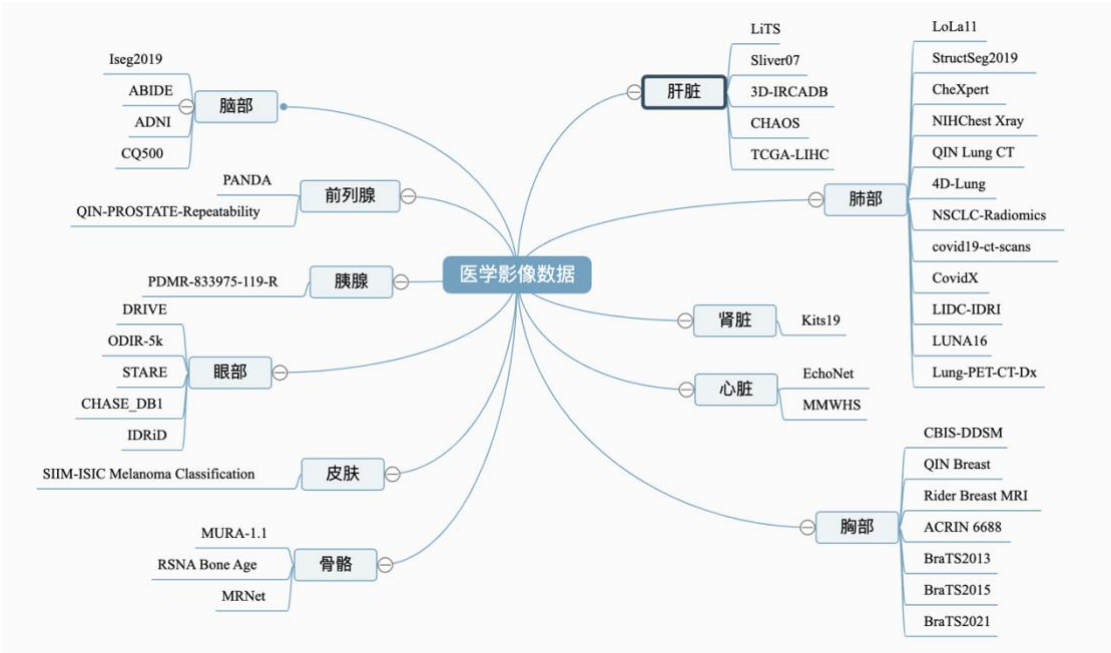 医学影像数据
脑部
Iseg2019
ABIDE
ADNI
CQ500
前列腺
PANDA
QIN-PROSTATE-Repeatability
胰腺
PDMR-833975-119-R
眼部
DRIVE
ODIR-5k
STARE
CHASE_DB1
IDRiD
皮肤
SIIM-ISIC Melanoma Classification
骨骼
MURA-1.1
RSNA Bone Age
MRNet
肝脏
LiTS
Sliver07
3D-IRCADB
CHAOS
TCGA-LIHC
肺部
LoLa11
StructSeg2019
CheXpert
NIHChest Xray
QIN Lung CT
4D-Lung
NSCLC-Radiomics
covid19-ct-scans
CovidX
LIDC-IDRI
LUNA16
Lung-PET-CT-Dx
肾脏
Kits19
心脏
EchoNet
MMWHS
胸部
CBIS-DDSM
QIN Breast
Rider Breast MRI
ACRIN 6688
BraTS2013
BraTS2015
BraTS2021